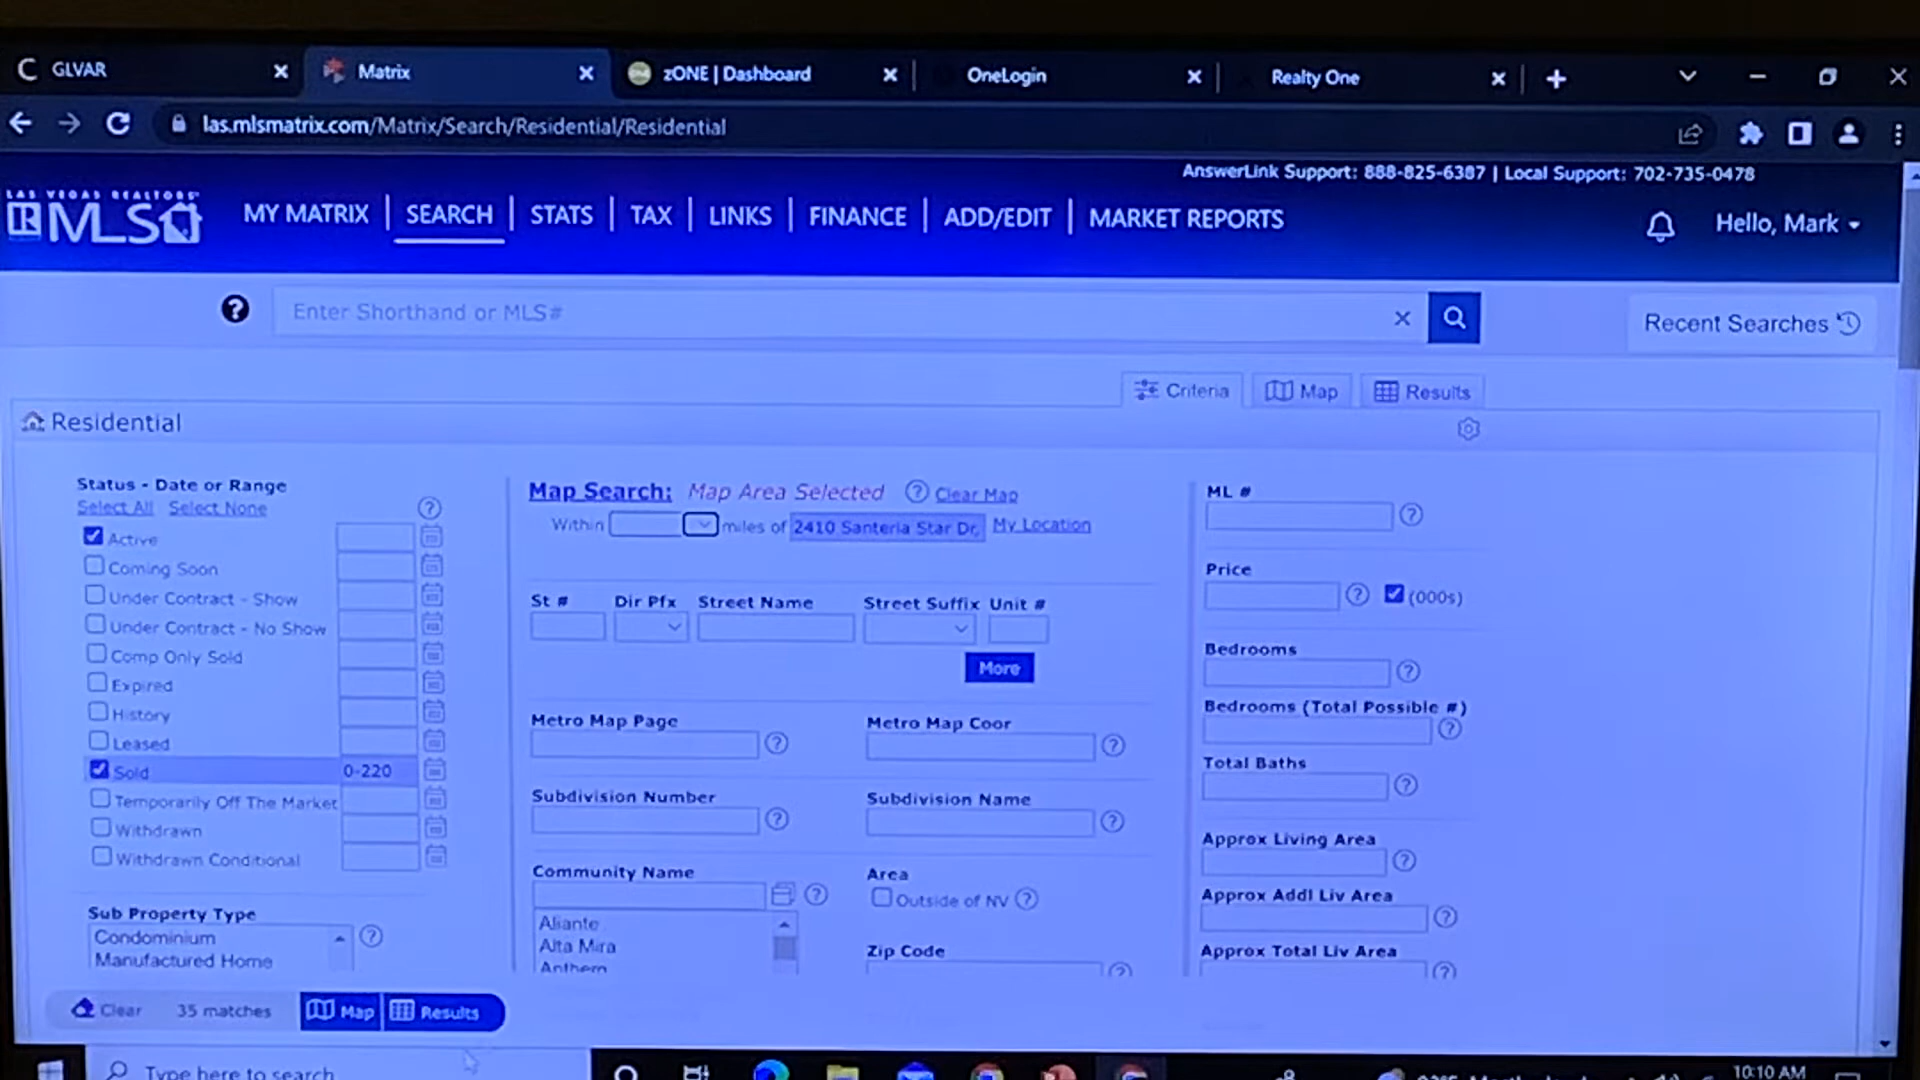 GLVAR
Matrix
zONE | Dashboard
OneLogin
Realty One
las.mlsmatrix.com/Matrix/Search/Residential/Residential
AnswerLink Support: 888-825-6387 | Local Support: 702-735-0478
LAS VEGAS REALTORS
MLS
MY MATRIX | SEARCH | STATS | TAX | LINKS | FINANCE | ADD/EDIT | MARKET REPORTS
Hello, Mark
Enter Shorthand or MLS#
Recent Searches
Criteria
Map
Results
Residential
Status - Date or Range
Select All Select None
Active
Coming Soon
Under Contract - Show
Under Contract - No Show
Comp Only Sold
Expired
History
Leased
Sold 0-220
Temporarily Off The Market
Withdrawn
Withdrawn Conditional
Sub Property Type
Condominium
Manufactured Home
Map Search: Map Area Selected Clear Map
Within miles of 2410 Santeria Star Dr, My Location
St # Dir Pfx Street Name Street Suffix Unit #
More
Metro Map Page Metro Map Coor
Subdivision Number Subdivision Name
Community Name
Aliante
Alta Mira
Anthem
Area
Outside of NV
Zip Code
ML #
Price
(000s)
Bedrooms
Bedrooms (Total Possible #)
Total Baths
Approx Living Area
Approx Addl Liv Area
Approx Total Liv Area
Clear 35 matches Map Results
Type here to search
10:10 AM